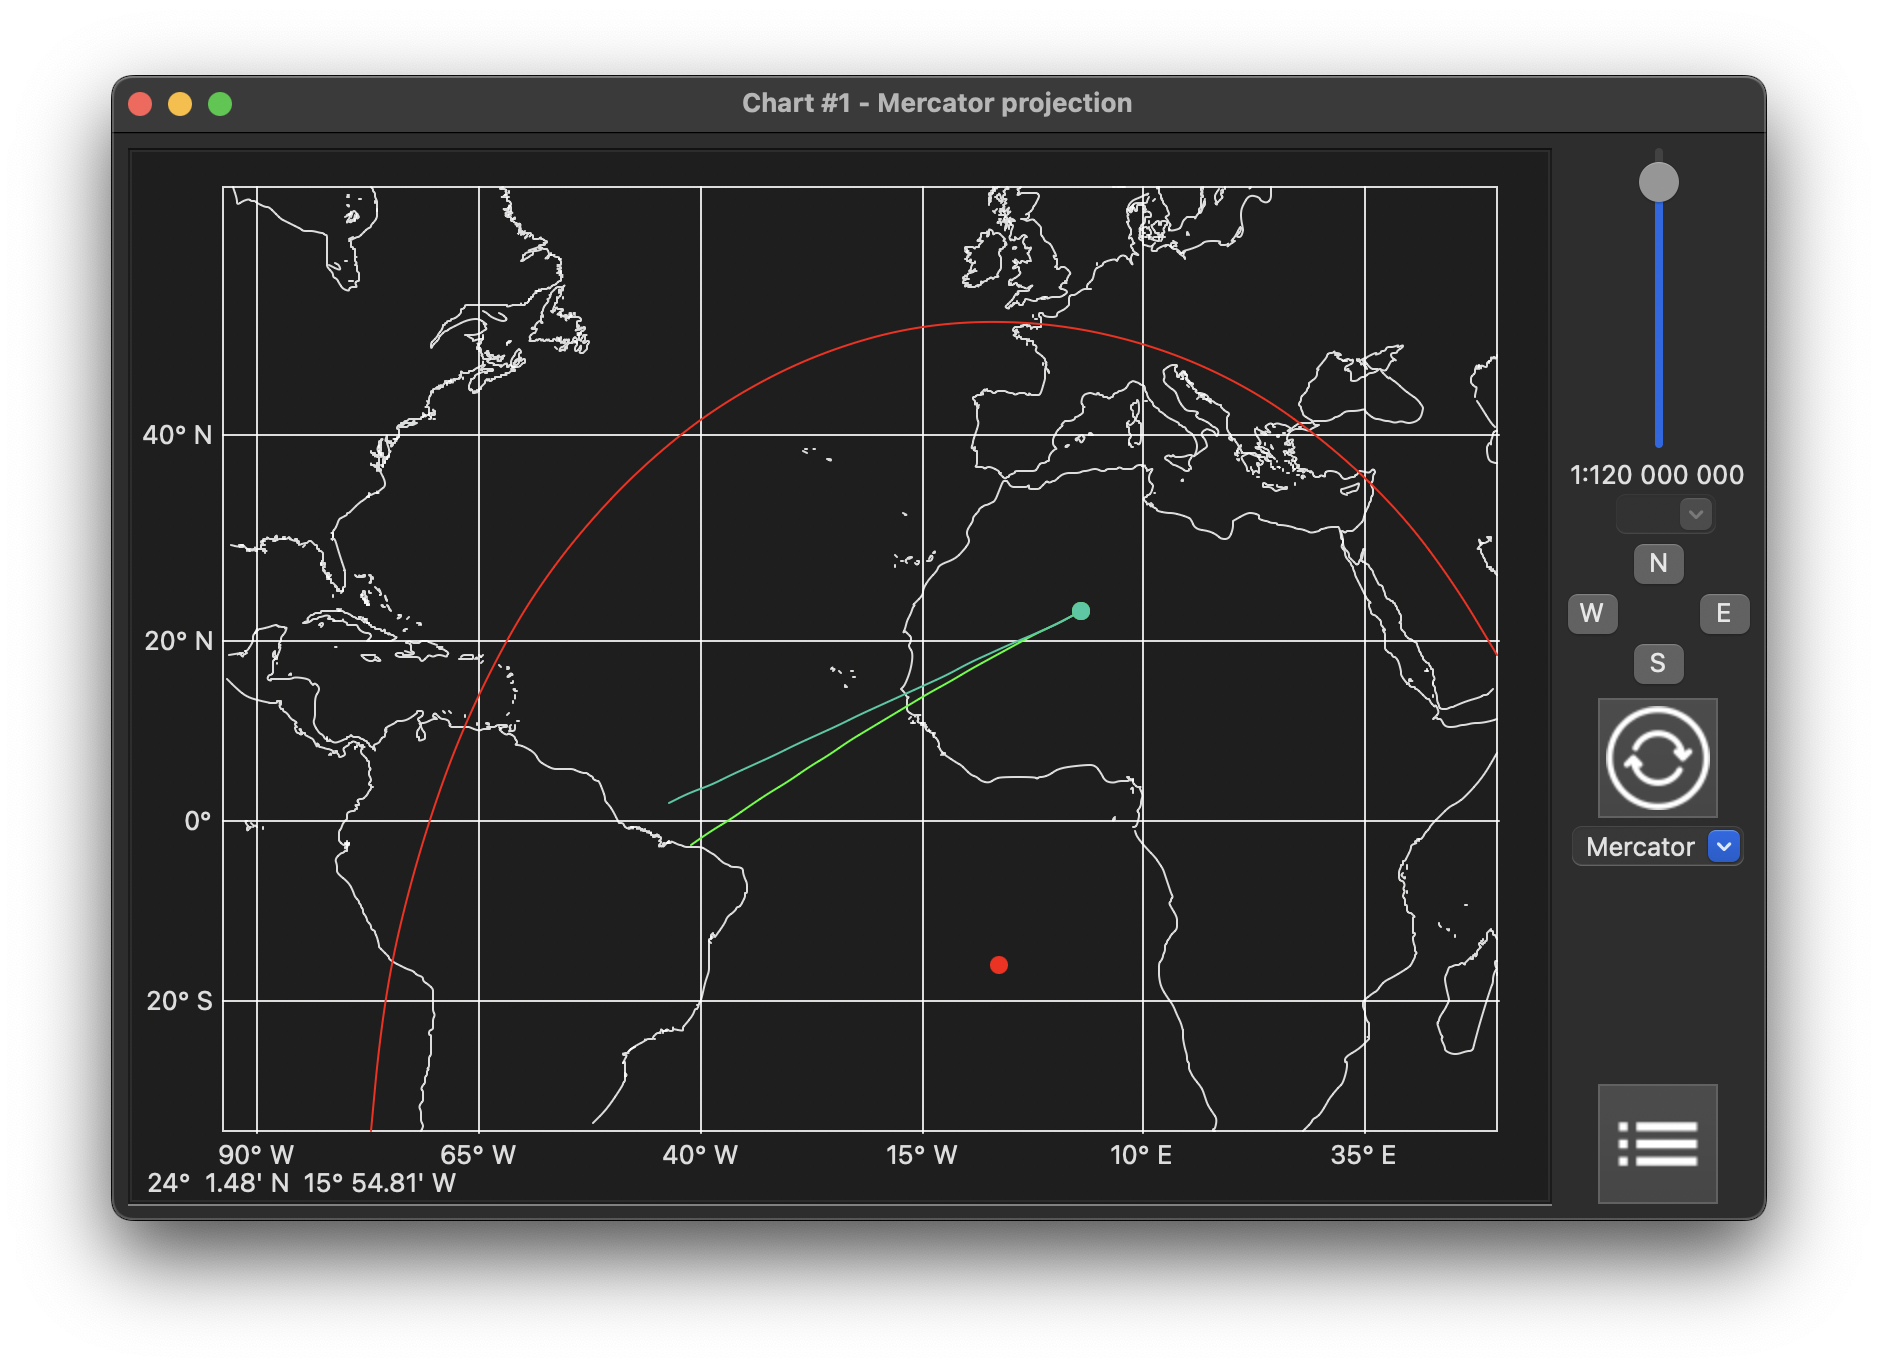 Chart #1 - Mercator projection
40° N
20° N
0°
20° S
90° W 65° W 40° W 15° W 10° E 35° E
24° 1.48' N 15° 54.81' W
1:120 000 000
N
W E
S
Mercator